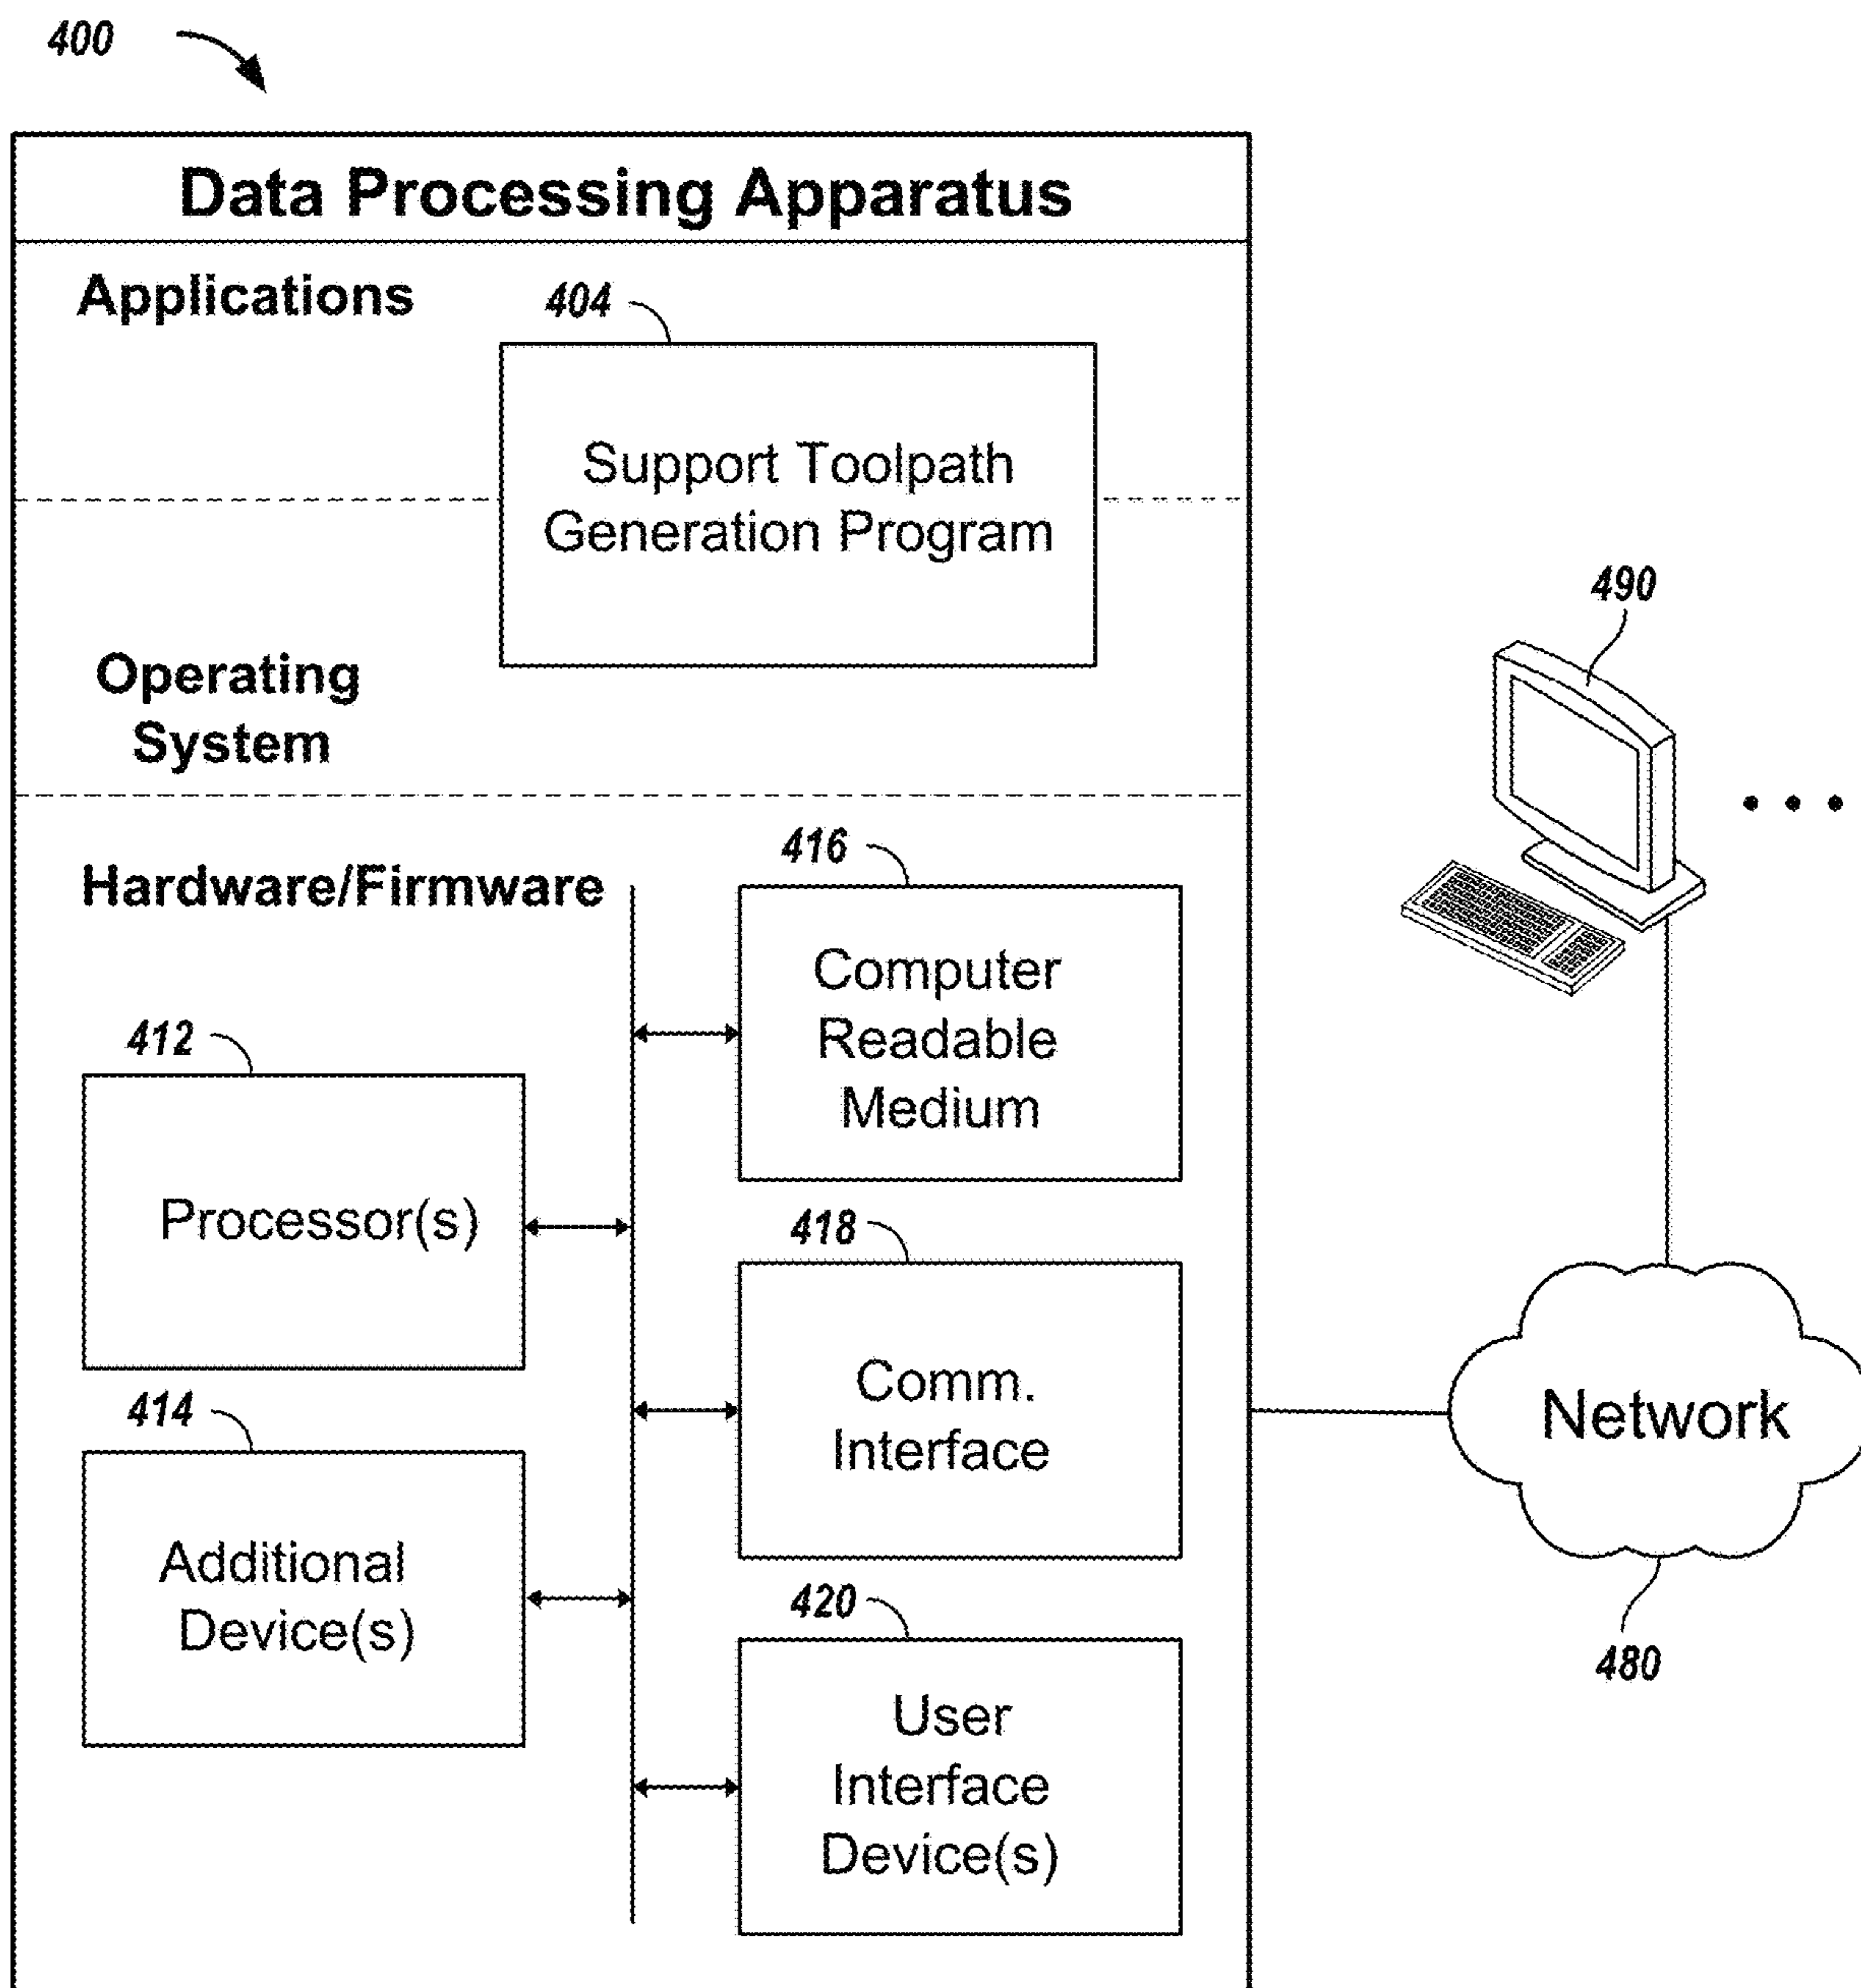 400
Data Processing Apparatus
Applications
404
Support Toolpath
Generation Program
Operating
System
Hardware/Firmware
412
Processor(s)
414
Additional
Device(s)
416
Computer
Readable
Medium
418
Comm.
Interface
420
User
Interface
Device(s)
490
Network
480